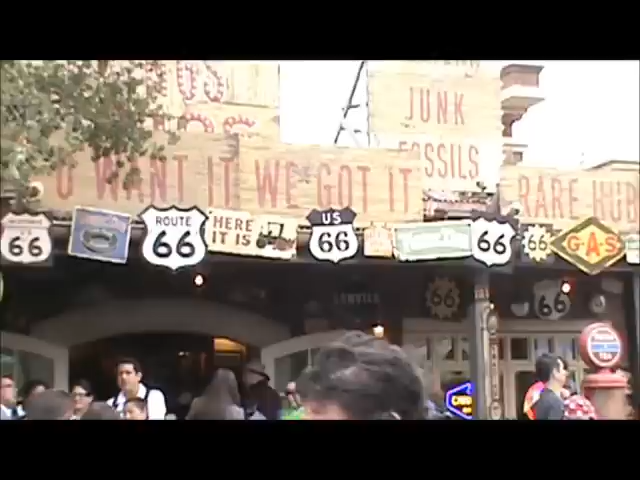 JUNK
FOSSILS
U WANT IT WE GOT IT
RARE HUB
66
ROUTE
66
HERE
IT IS
US
66
66
66
G-A-S
66
66